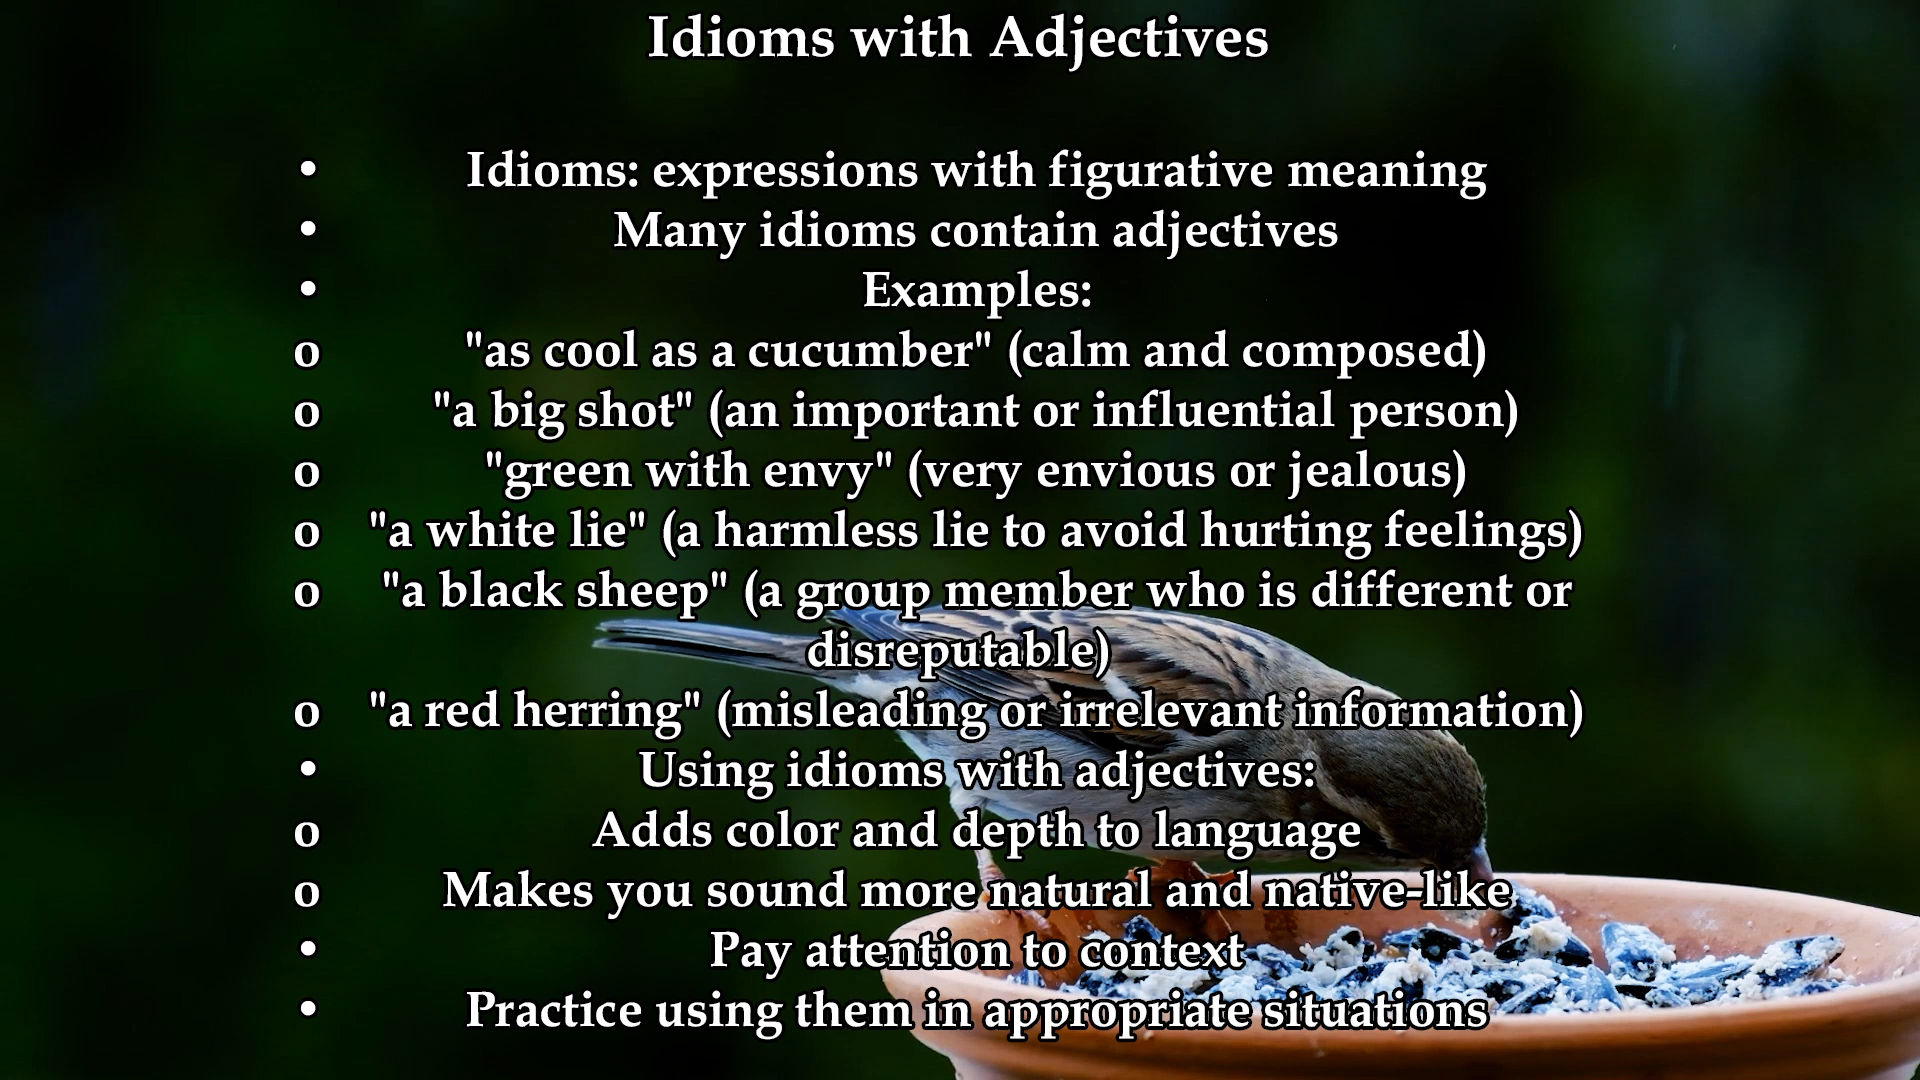 Idioms with Adjectives
• Idioms: expressions with figurative meaning
• Many idioms contain adjectives
• Examples:
o "as cool as a cucumber" (calm and composed)
o "a big shot" (an important or influential person)
o "green with envy" (very envious or jealous)
o "a white lie" (a harmless lie to avoid hurting feelings)
o "a black sheep" (a group member who is different or
disreputable)
o "a red herring" (misleading or irrelevant information)
• Using idioms with adjectives:
o Adds color and depth to language
o Makes you sound more natural and native-like
• Pay attention to context
• Practice using them in appropriate situations